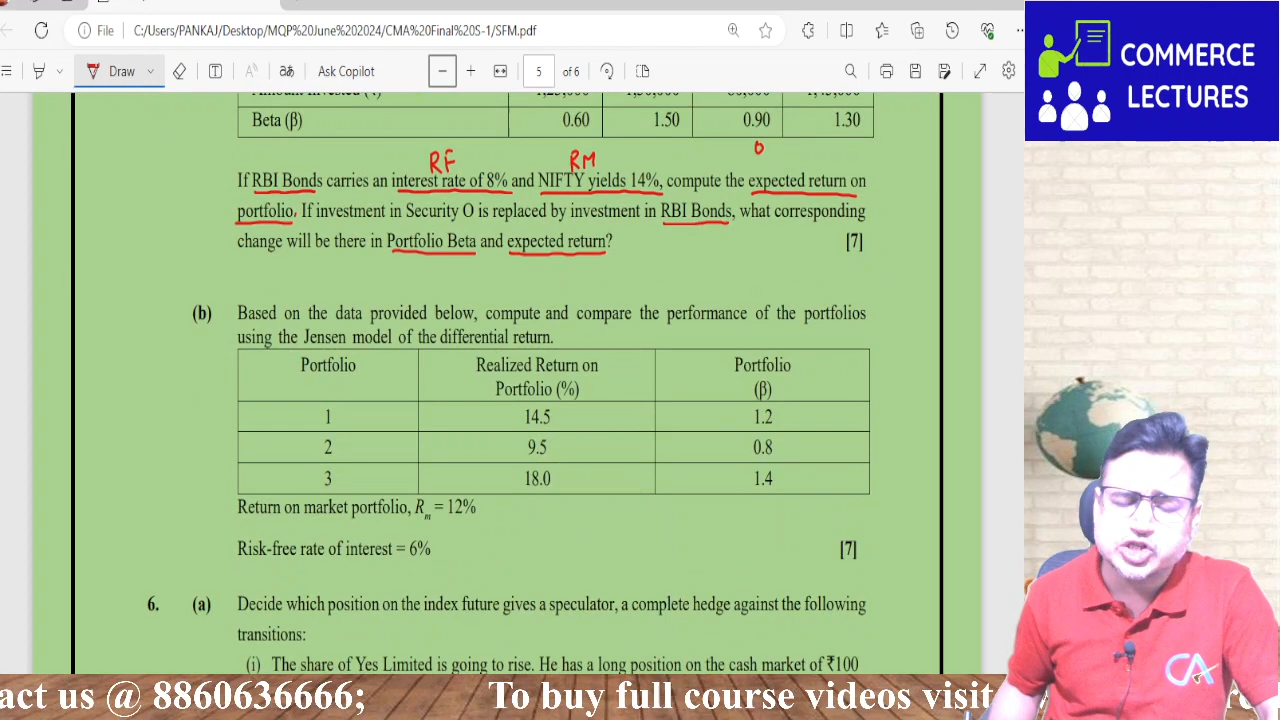 File C:/Users/PANKAJ/Desktop/MQP%20June%202024/CMA%20Final%20S-1/SFM.pdf
Draw Ask Copilot 5 of 6
COMMERCE
LECTURES
Beta (β) 0.60 1.50 0.90 1.30
RF RM 0
If RBI Bonds carries an interest rate of 8% and NIFTY yields 14%, compute the expected return on
portfolio. If investment in Security O is replaced by investment in RBI Bonds, what corresponding
change will be there in Portfolio Beta and expected return? [7]
(b) Based on the data provided below, compute and compare the performance of the portfolios
using the Jensen model of the differential return.
Portfolio Realized Return on Portfolio
Portfolio (%) (β)
1 14.5 1.2
2 9.5 0.8
3 18.0 1.4
Return on market portfolio, Rm = 12%
Risk-free rate of interest = 6% [7]
6. (a) Decide which position on the index future gives a speculator, a complete hedge against the following
transitions:
(i) The share of Yes Limited is going to rise. He has a long position on the cash market of ₹100
CA
act us @ 8860636666; To buy full course videos visit